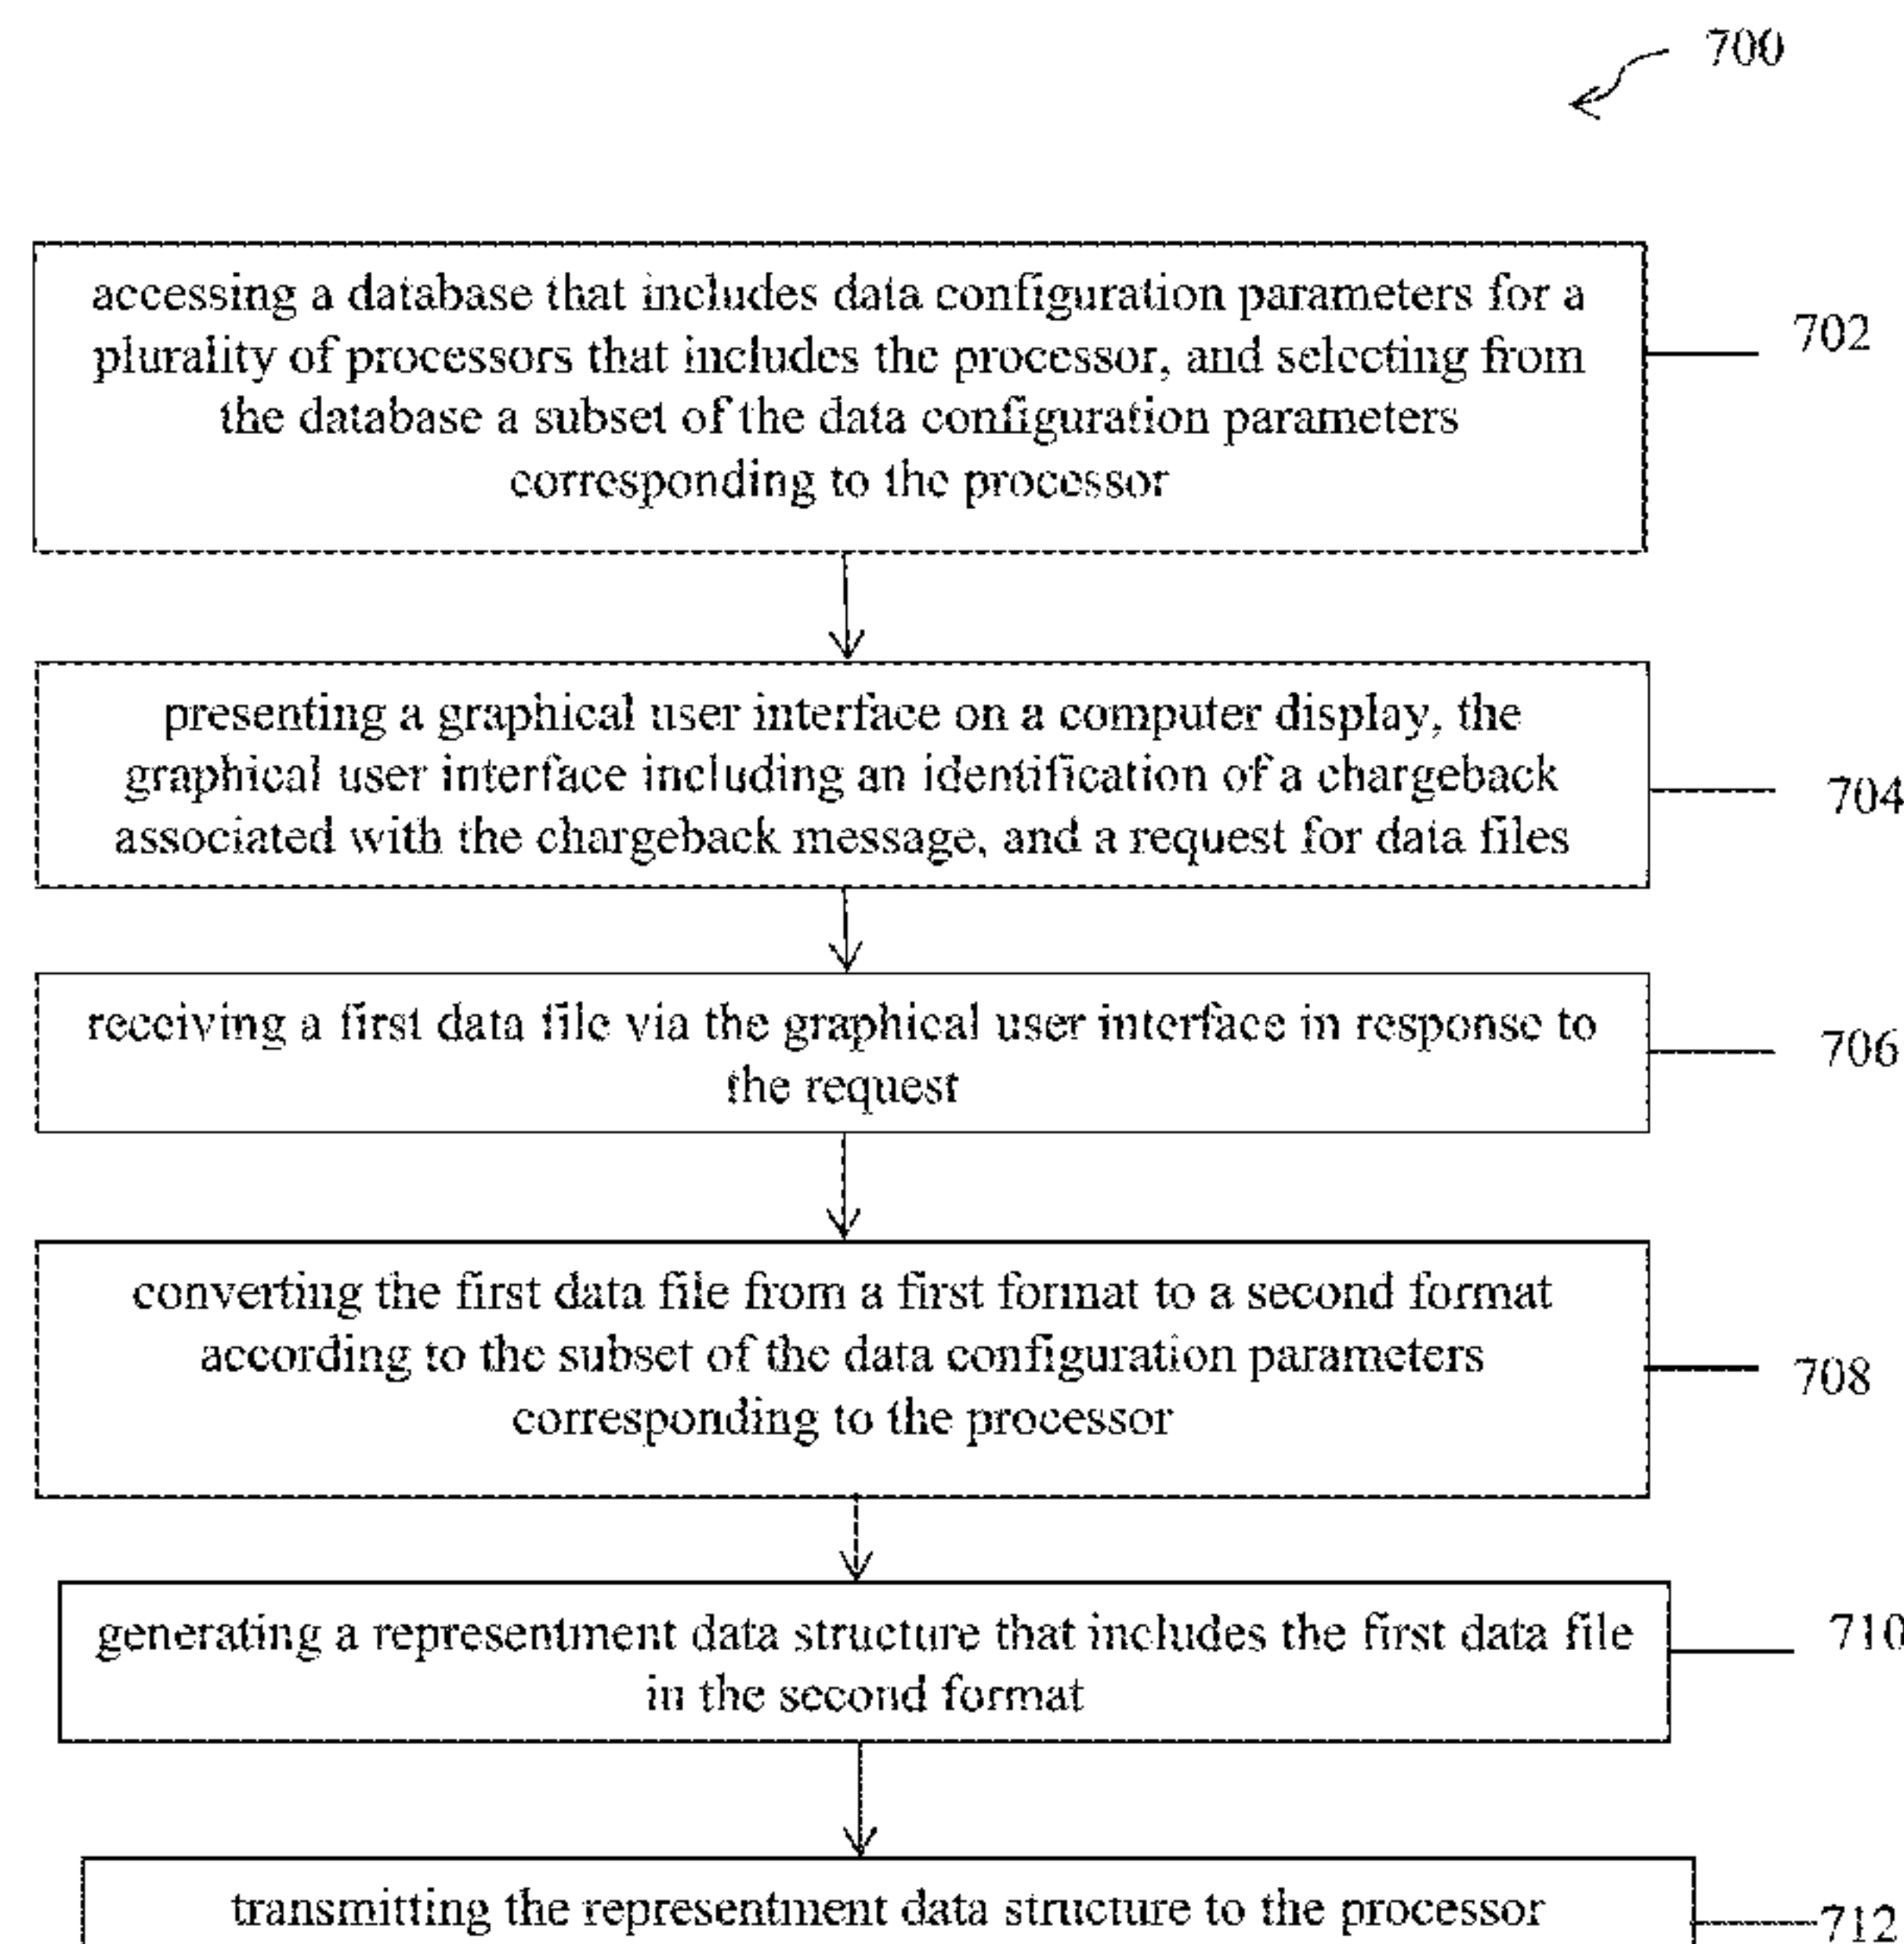 700
accessing a database that includes data configuration parameters for a
plurality of processors that includes the processor, and selecting from
the database a subset of the data configuration parameters
corresponding to the processor
702
presenting a graphical user interface on a computer display, the
graphical user interface including an identification of a chargeback
associated with the chargeback message, and a request for data files
704
receiving a first data file via the graphical user interface in response to
the request
706
converting the first data file from a first format to a second format
according to the subset of the data configuration parameters
corresponding to the processor
708
generating a representment data structure that includes the first data file
in the second format
710
transmitting the representment data structure to the processor
712